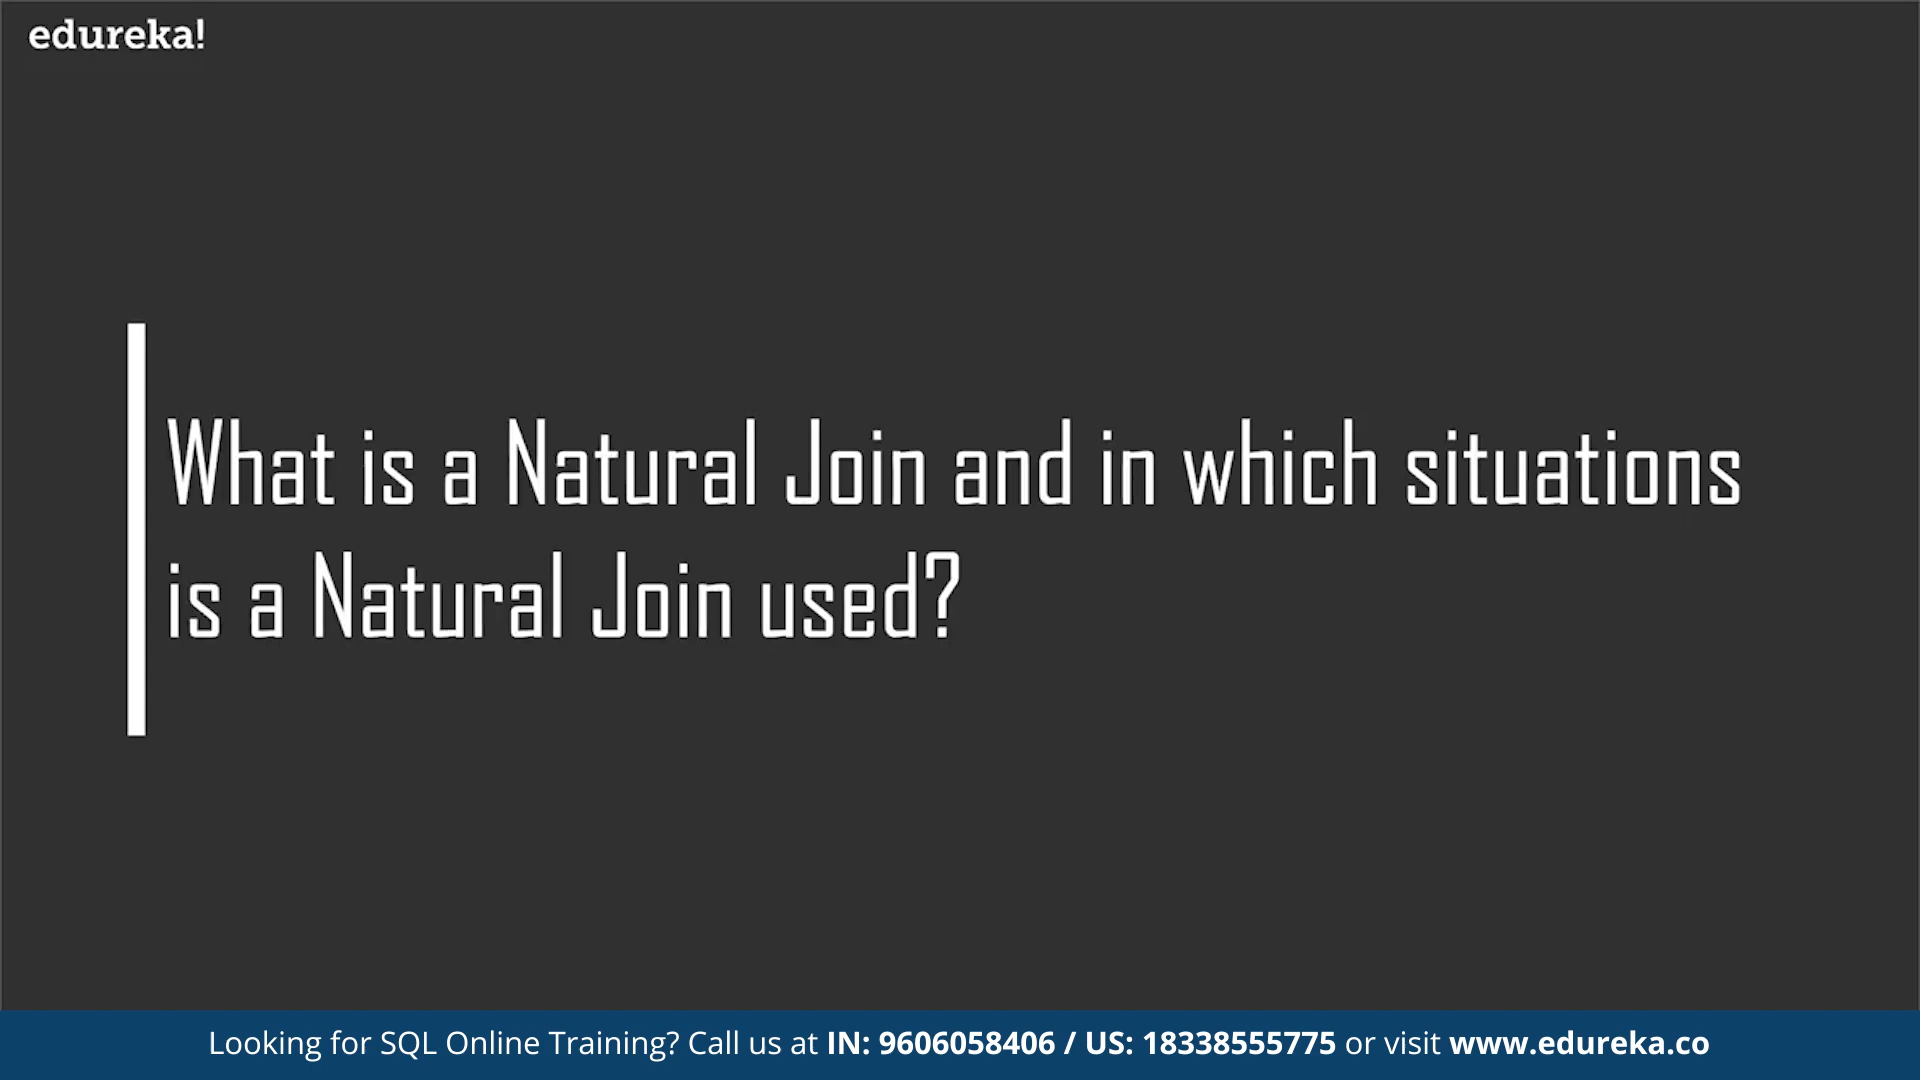 edureka!
What is a Natural Join and in which situations
is a Natural Join used?
Looking for SQL Online Training? Call us at IN: 9606058406 / US: 18338555775 or visit www.edureka.co